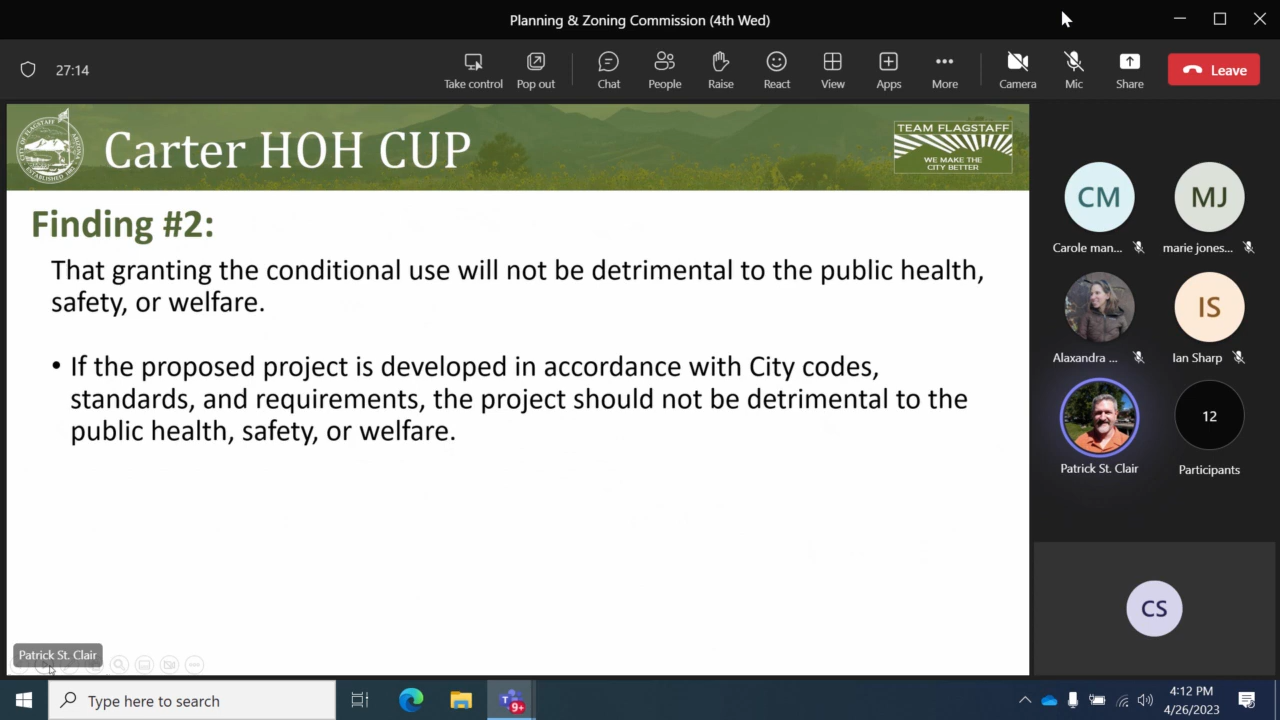 Planning & Zoning Commission (4th Wed)
27:14
Take control
Pop out
Chat
People
Raise
React
View
Apps
More
Camera
Mic
Share
Leave
Carter HOH CUP
TEAM FLAGSTAFF
WE MAKE THE
CITY BETTER
Finding #2:
That granting the conditional use will not be detrimental to the public health,
safety, or welfare.
• If the proposed project is developed in accordance with City codes,
standards, and requirements, the project should not be detrimental to the
public health, safety, or welfare.
CM
Carole man...
MJ
marie jones...
Alaxandra ...
IS
Ian Sharp
Patrick St. Clair
12
Participants
CS
Patrick St. Clair
Type here to search
9+
4:12 PM
4/26/2023